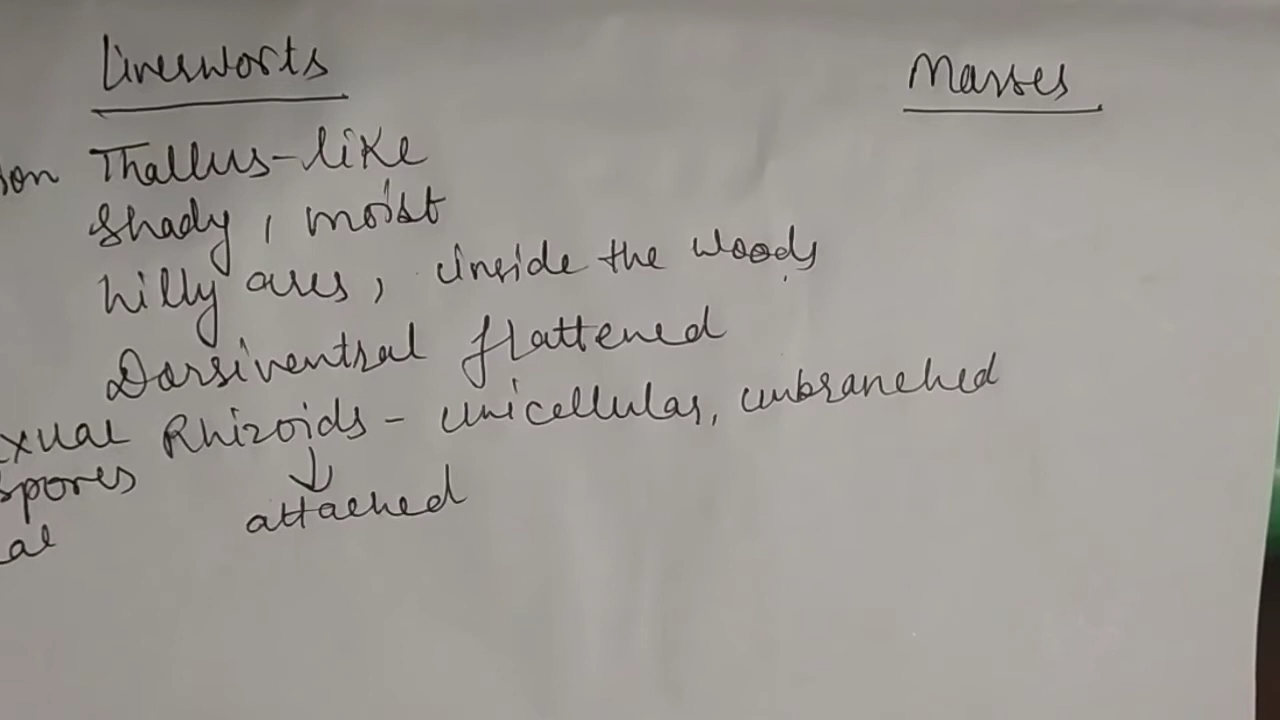 Liverworts
Mosses
Thallus-like
Shady, moist
hilly ares, inside the woods
Dorsiventral flattened
xual Rhizoids - unicellular, unbranched
spores
attached
al